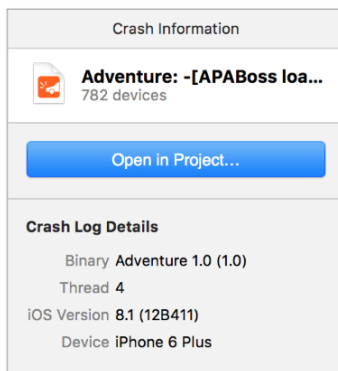 Crash Information
Adventure: -[APABoss loa...
782 devices
Open in Project...
Crash Log Details
Binary Adventure 1.0 (1.0)
Thread 4
iOS Version 8.1 (12B411)
Device iPhone 6 Plus